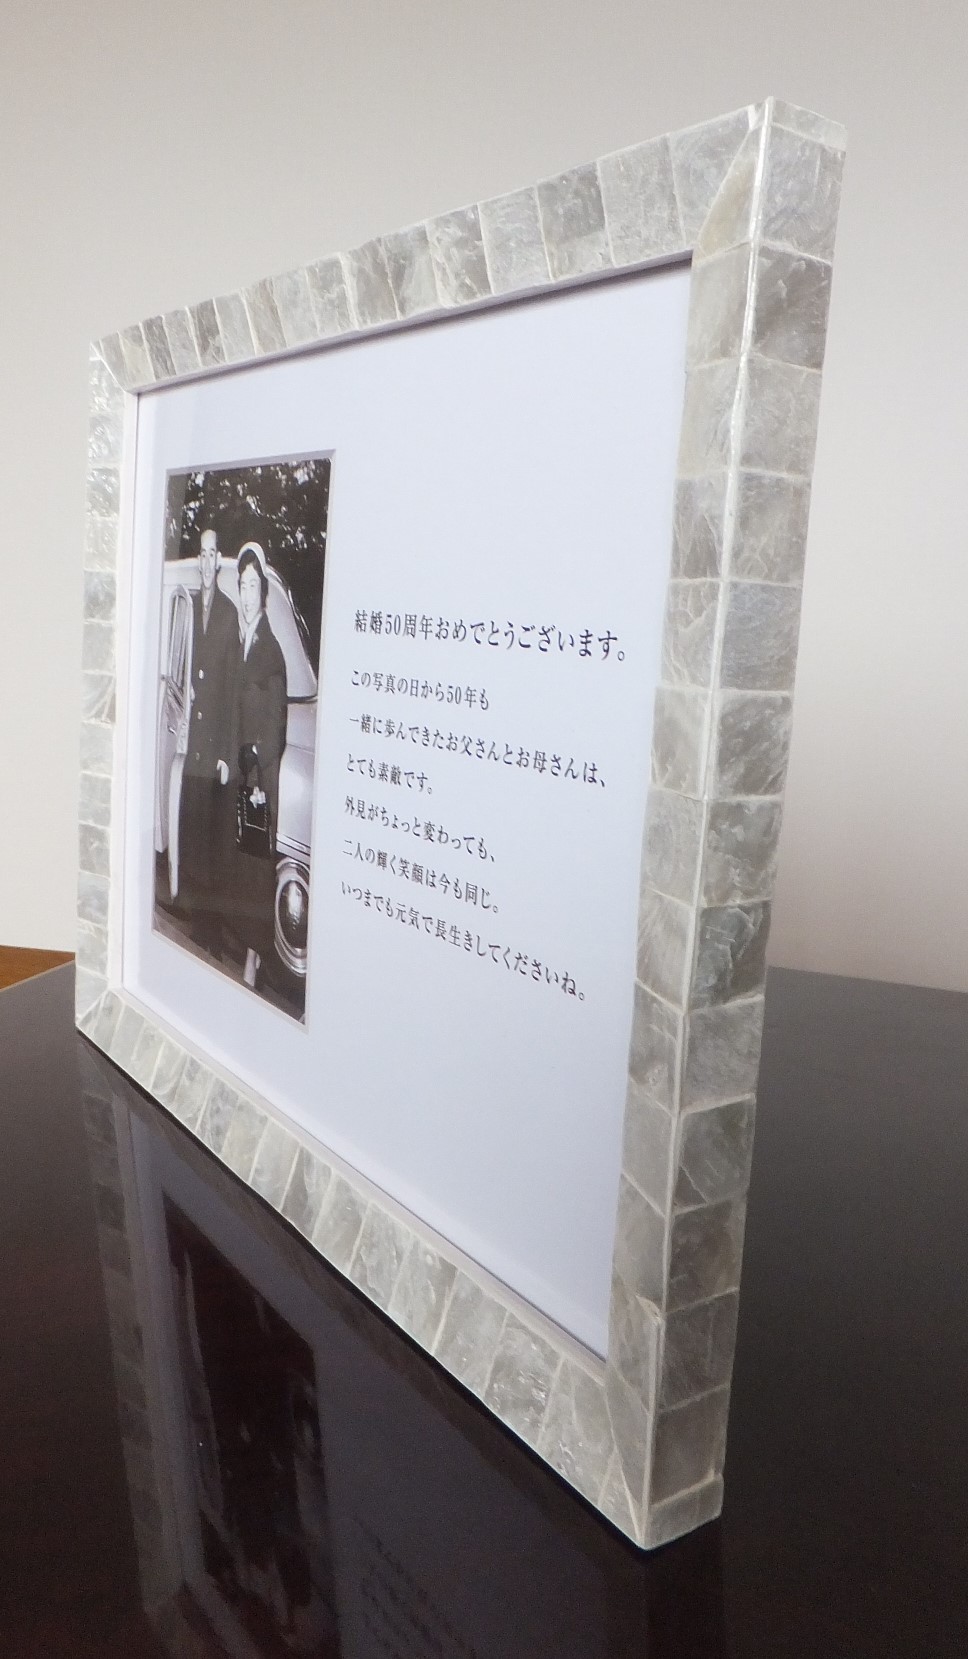 結婚50周年おめでとうございます。
この写真の日から50年も
一緒に歩んできたお父さんとお母さんは、
とても素敵です。
外見がちょっと変わっても、
二人の輝く笑顔は今も同じ。
いつまでも元気で長生きしてくださいね。